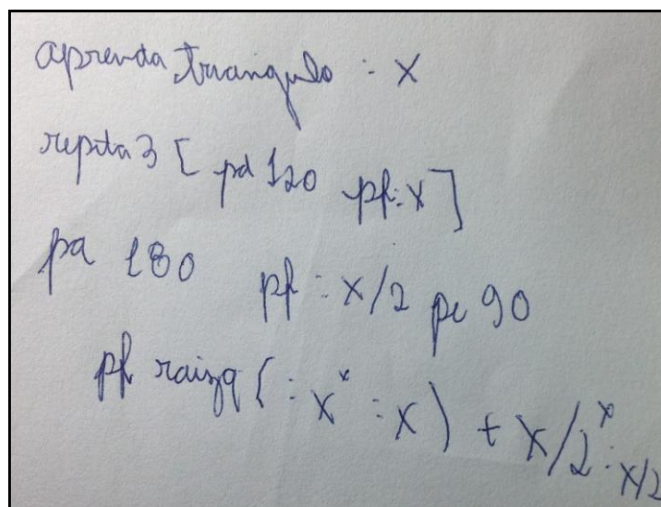 aprenda triangulo : x
repita 3 [ pd 120 pf :x ]
pa 180 pf : x/2 pe 90
pf raizq ( : x * : x ) + x/2 * : x/2